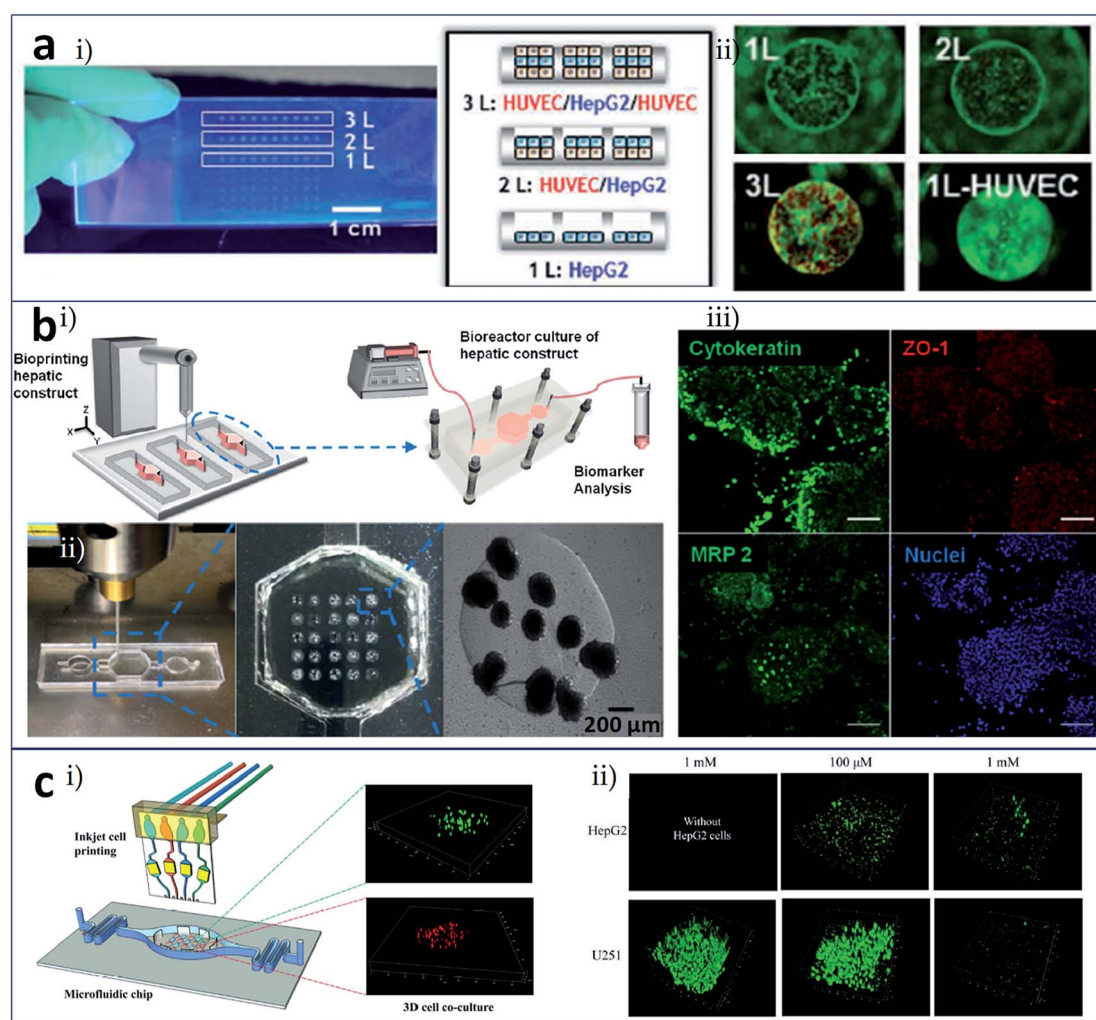 a
i)
3 L
2 L
1 L
1 cm
3 L: HUVEC/HepG2/HUVEC
2 L: HUVEC/HepG2
1 L: HepG2
ii)
1L
2L
3L
1L-HUVEC
b
i)
Bioprinting
hepatic
construct
Z
X
Y
Bioreactor culture of
hepatic construct
Biomarker
Analysis
ii)
200 µm
iii)
Cytokeratin
ZO-1
MRP 2
Nuclei
c
i)
Inkjet cell
printing
Microfluidic chip
3D cell co-culture
ii)
1 mM
100 µM
1 mM
HepG2
Without
HepG2 cells
U251